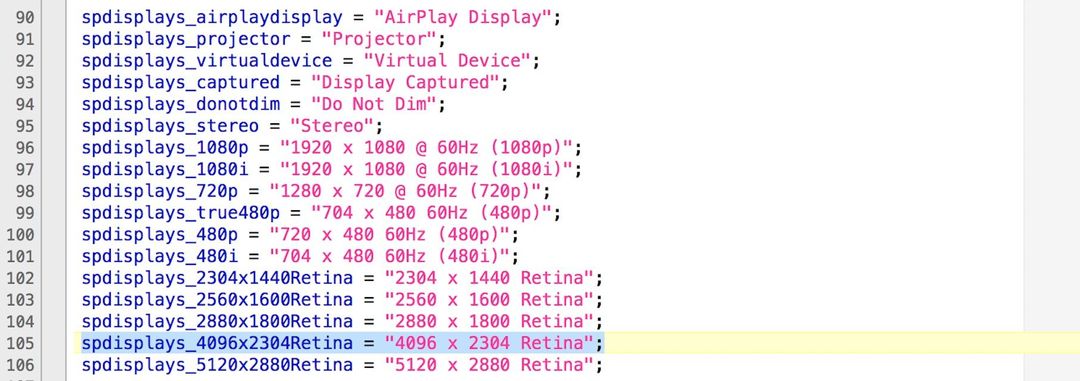 90 spdisplays_airplaydisplay = "AirPlay Display";
91 spdisplays_projector = "Projector";
92 spdisplays_virtualdevice = "Virtual Device";
93 spdisplays_captured = "Display Captured";
94 spdisplays_donotdim = "Do Not Dim";
95 spdisplays_stereo = "Stereo";
96 spdisplays_1080p = "1920 x 1080 @ 60Hz (1080p)";
97 spdisplays_1080i = "1920 x 1080 @ 60Hz (1080i)";
98 spdisplays_720p = "1280 x 720 @ 60Hz (720p)";
99 spdisplays_true480p = "704 x 480 60Hz (480p)";
100 spdisplays_480p = "720 x 480 60Hz (480p)";
101 spdisplays_480i = "704 x 480 60Hz (480i)";
102 spdisplays_2304x1440Retina = "2304 x 1440 Retina";
103 spdisplays_2560x1600Retina = "2560 x 1600 Retina";
104 spdisplays_2880x1800Retina = "2880 x 1800 Retina";
105 spdisplays_4096x2304Retina = "4096 x 2304 Retina";
106 spdisplays_5120x2880Retina = "5120 x 2880 Retina";